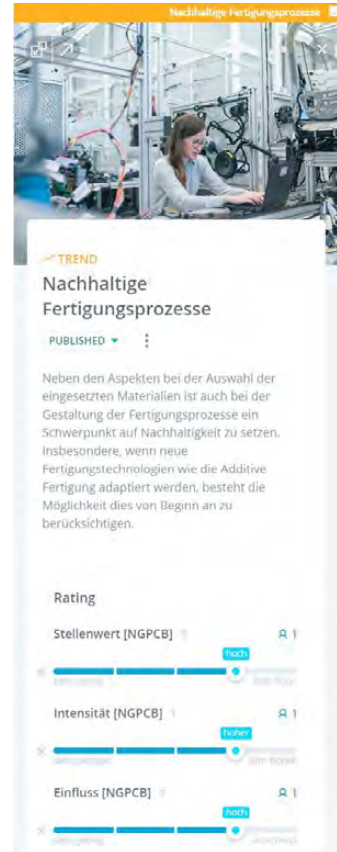 Nachhaltige Fertigungsprozesse
TREND
Nachhaltige
Fertigungsprozesse
PUBLISHED
Neben den Aspekten bei der Auswahl der
eingesetzten Materialien ist auch bei der
Gestaltung der Fertigungsprozesse ein
Schwerpunkt auf Nachhaltigkeit zu setzen.
Insbesondere, wenn neue
Fertigungstechnologien wie die Additive
Fertigung adaptiert werden, besteht die
Möglichkeit dies von Beginn an zu
berücksichtigen.
Rating
Stellenwert [NGPCB] 1
hoch
Intensität [NGPCB] 1
hoher
Einfluss [NGPCB] 1
hoch